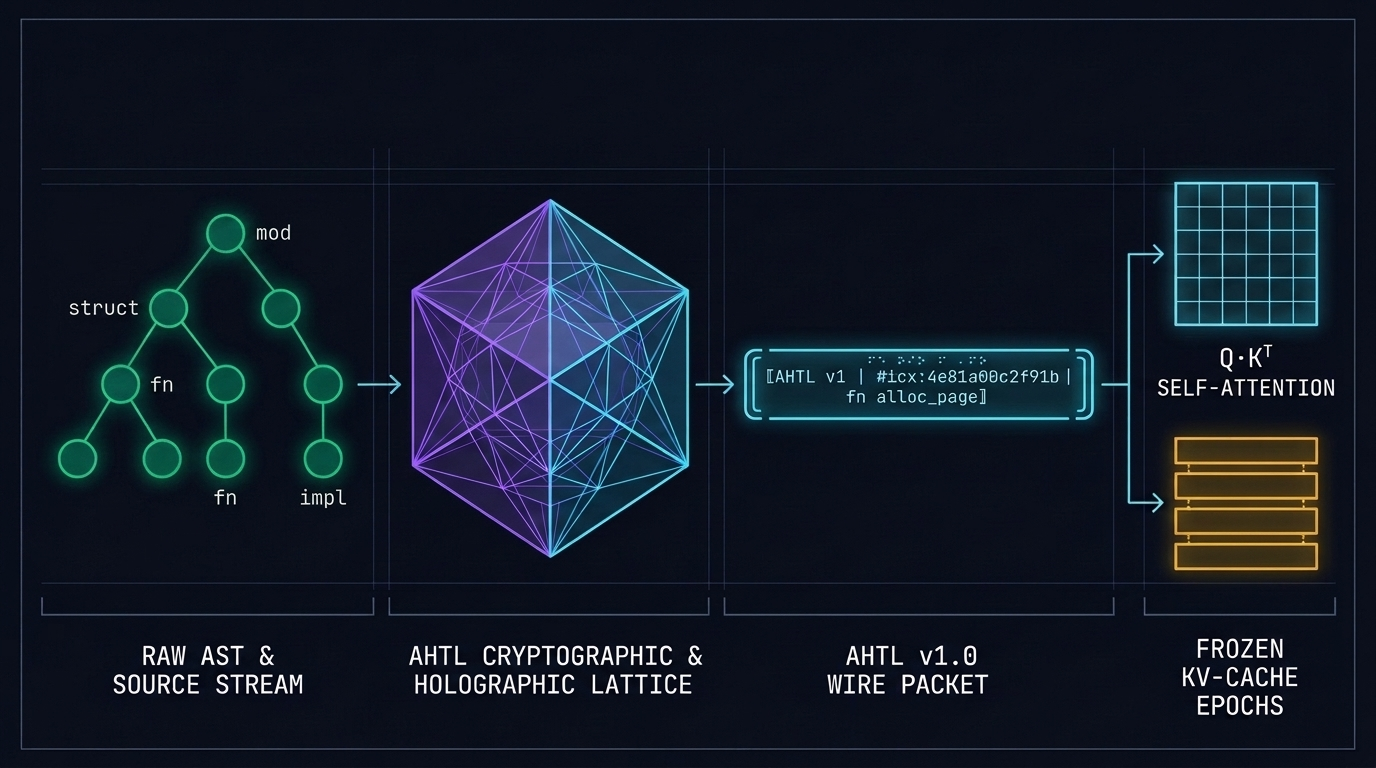 mod
struct
fn
fn
impl
⟦AHTL v1 | #icx:4e81a00c2f91b |
fn alloc_page⟧
Q·Kᵀ
SELF-ATTENTION
RAW AST &
SOURCE STREAM
AHTL CRYPTOGRAPHIC &
HOLOGRAPHIC LATTICE
AHTL v1.0
WIRE PACKET
FROZEN
KV-CACHE
EPOCHS